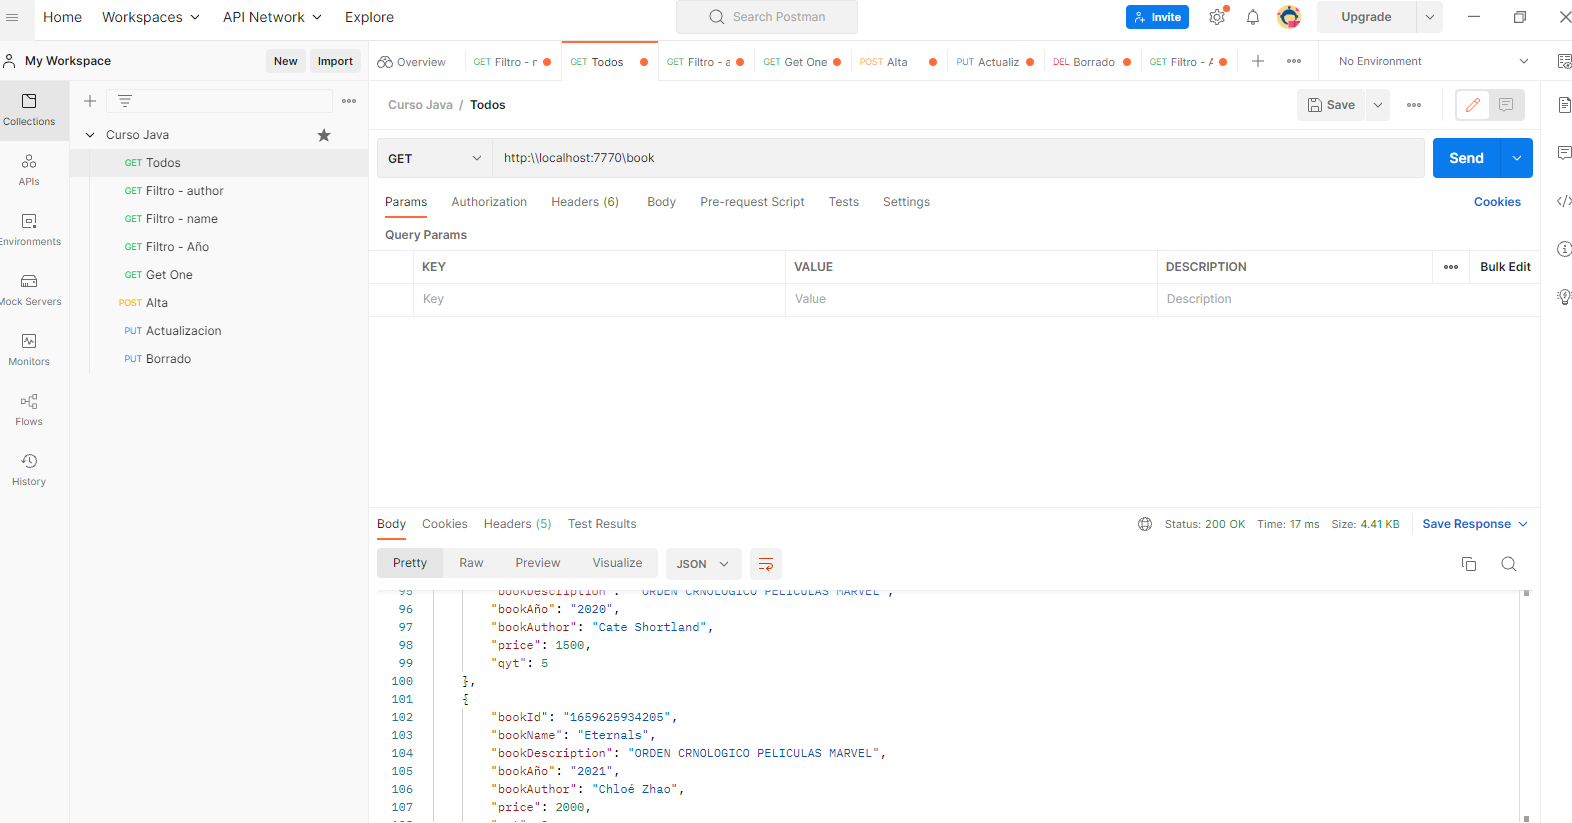 Home Workspaces API Network Explore Search Postman Invite Upgrade
My Workspace New Import Overview GET Filtro - n GET Todos GET Filtro - a GET Get One POST Alta PUT Actualiz DEL Borrado GET Filtro - A No Environment
Collections
APIs
Environments
Mock Servers
Monitors
Flows
History
Curso Java
GET Todos
GET Filtro - author
GET Filtro - name
GET Filtro - Año
GET Get One
POST Alta
PUT Actualizacion
PUT Borrado
Curso Java / Todos Save
GET http:\\localhost:7770\book Send
Params Authorization Headers (6) Body Pre-request Script Tests Settings Cookies
Query Params
KEY VALUE DESCRIPTION Bulk Edit
Key Value Description
Body Cookies Headers (5) Test Results Status: 200 OK Time: 17 ms Size: 4.41 KB Save Response
Pretty Raw Preview Visualize JSON
95 "bookDescription": "ORDEN CRNOLOGICO PELICULAS MARVEL",
96 "bookAño": "2020",
97 "bookAuthor": "Cate Shortland",
98 "price": 1500,
99 "qyt": 5
100 },
101 {
102 "bookId": "1659625934205",
103 "bookName": "Eternals",
104 "bookDescription": "ORDEN CRNOLOGICO PELICULAS MARVEL",
105 "bookAño": "2021",
106 "bookAuthor": "Chloé Zhao",
107 "price": 2000,